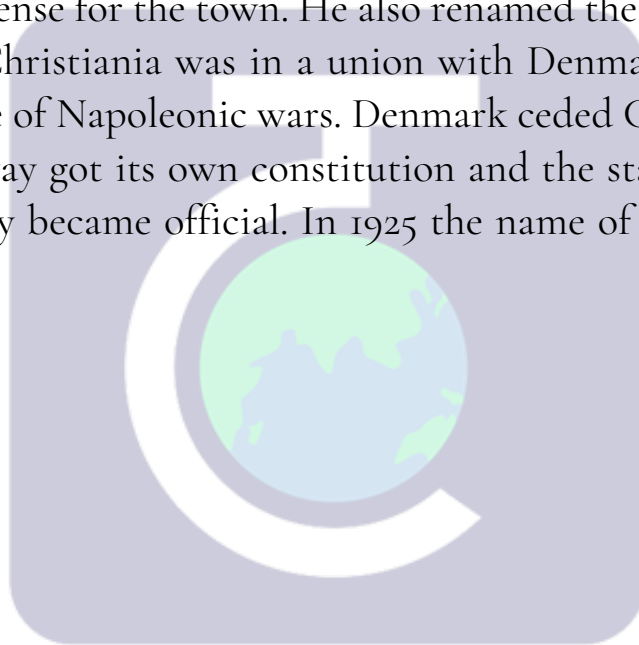 ense for the town. He also renamed the
Christiania was in a union with Denma
e of Napoleonic wars. Denmark ceded C
ay got its own constitution and the sta
y became official. In 1925 the name of